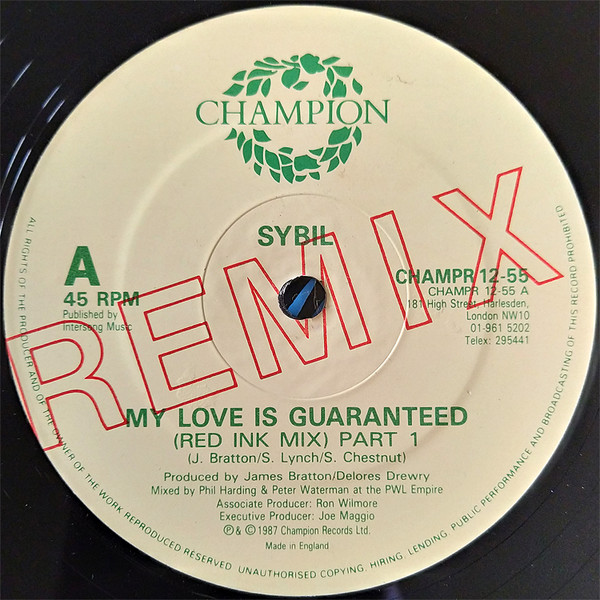 CHAMPION
SYBIL
A
45 RPM
Published by
Intersong Music
CHAMPR 12-55
CHAMPR 12-55 A
181 High Street, Harlesden,
London NW10
01-961 5202
Telex: 295441
REMIX
MY LOVE IS GUARANTEED
(RED INK MIX) PART 1
(J. Bratton/S. Lynch/S. Chestnut)
Produced by James Bratton/Delores Drewry
Mixed by Phil Harding & Peter Waterman at the PWL Empire
Associate Producer: Ron Wilmore
Executive Producer: Joe Maggio
℗ & © 1987 Champion Records Ltd.
Made in England
ALL RIGHTS OF THE PRODUCER AND OF THE OWNER OF THE WORK REPRODUCED RESERVED. UNAUTHORISED COPYING, HIRING, LENDING, PUBLIC PERFORMANCE AND BROADCASTING OF THIS RECORD PROHIBITED